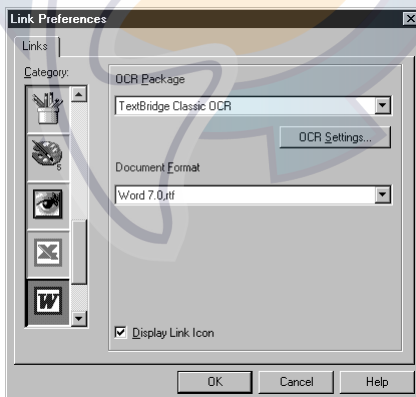 Link Preferences
Links
Category:
OCR Package
TextBridge Classic OCR
OCR Settings...
Document Format
Word 7.0,rtf
Display Link Icon
OK Cancel Help